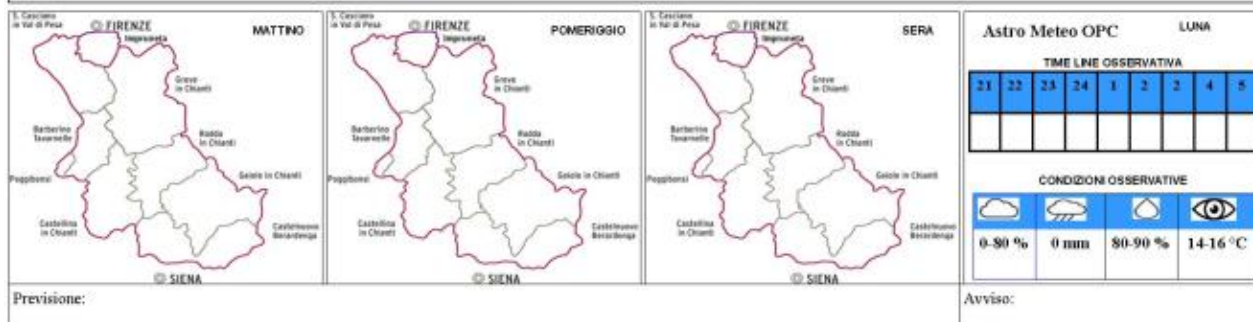 S. Casciano
in Val di Pesa
FIRENZE
MATTINO
Impruneta
Greve
in Chianti
Barberino
Tavarnelle
Radda
in Chianti
Poggibonsi
Gaiole in Chianti
Castellina
in Chianti
Castelnuovo
Berardenga
SIENA
S. Casciano
in Val di Pesa
FIRENZE
POMERIGGIO
Impruneta
Greve
in Chianti
Barberino
Tavarnelle
Radda
in Chianti
Poggibonsi
Gaiole in Chianti
Castellina
in Chianti
Castelnuovo
Berardenga
SIENA
S. Casciano
in Val di Pesa
FIRENZE
SERA
Impruneta
Greve
in Chianti
Barberino
Tavarnelle
Radda
in Chianti
Poggibonsi
Gaiole in Chianti
Castellina
in Chianti
Castelnuovo
Berardenga
SIENA
Astro Meteo OPC LUNA
TIME LINE OSSERVATIVA
21 22 23 24 1 2 2 4 5
CONDIZIONI OSSERVATIVE
0-80 % 0 mm 80-90 % 14-16 °C
Previsione:
Avviso: